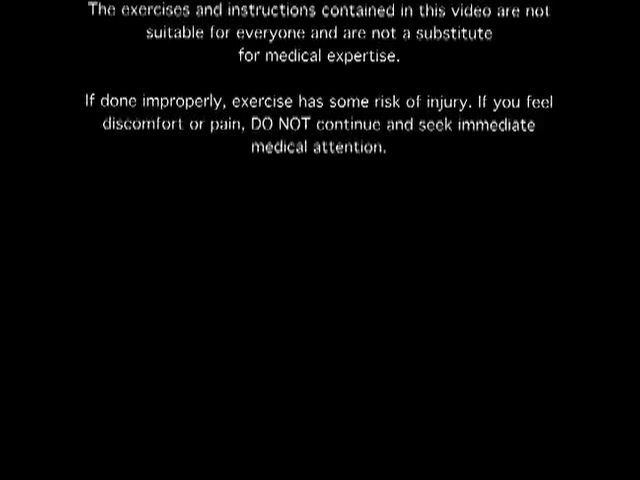 The exercises and instructions contained in this video are not
suitable for everyone and are not a substitute
for medical expertise.
If done improperly, exercise has some risk of injury. If you feel
discomfort or pain, DO NOT continue and seek immediate
medical attention.